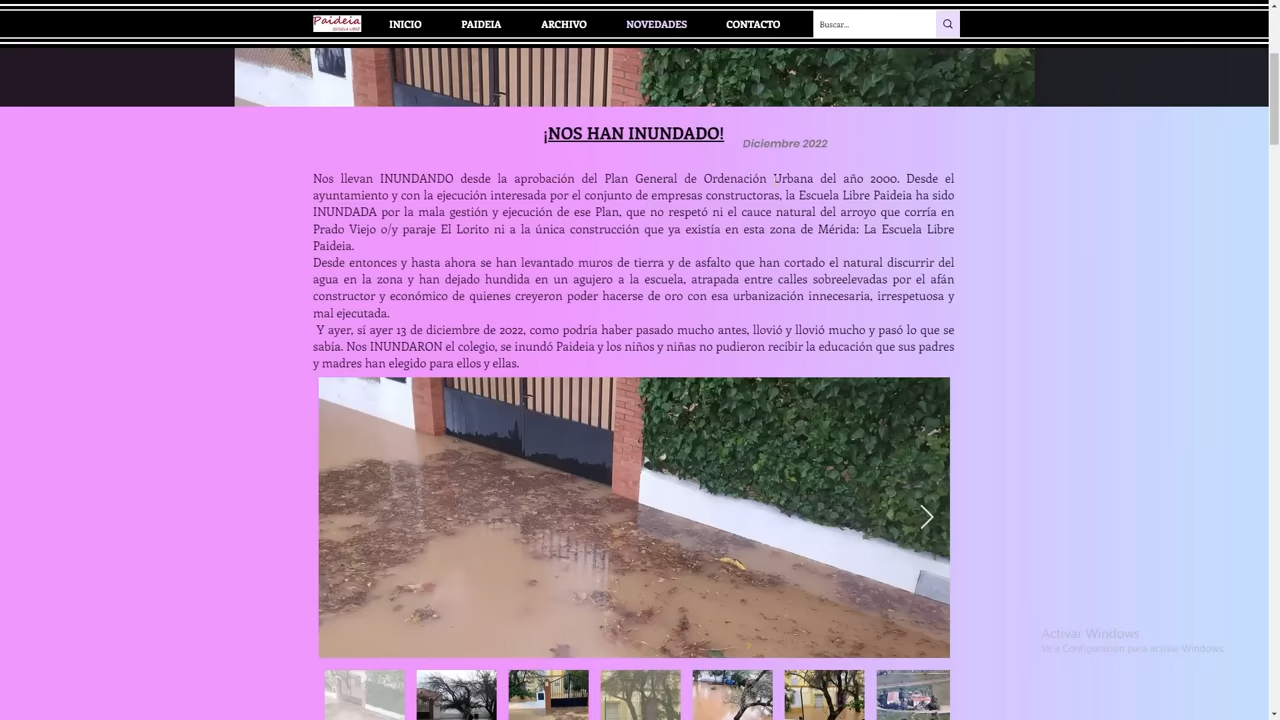 Paideia
ESCUELA LIBRE
INICIO
PAIDEIA
ARCHIVO
NOVEDADES
CONTACTO
Buscar...
¡NOS HAN INUNDADO!
Diciembre 2022
Nos llevan INUNDANDO desde la aprobación del Plan General de Ordenación Urbana del año 2000. Desde el
ayuntamiento y con la ejecución interesada por el conjunto de empresas constructoras, la Escuela Libre Paideia ha sido
INUNDADA por la mala gestión y ejecución de ese Plan, que no respetó ni el cauce natural del arroyo que corría en
Prado Viejo o/y paraje El Lorito ni a la única construcción que ya existía en esta zona de Mérida: La Escuela Libre
Paideia.
Desde entonces y hasta ahora se han levantado muros de tierra y de asfalto que han cortado el natural discurrir del
agua en la zona y han dejado hundida en un agujero a la escuela, atrapada entre calles sobreelevadas por el afán
constructor y económico de quienes creyeron poder hacerse de oro con esa urbanización innecesaria, irrespetuosa y
mal ejecutada.
Y ayer, sí ayer 13 de diciembre de 2022, como podría haber pasado mucho antes, llovió y llovió mucho y pasó lo que se
sabía. Nos INUNDARON el colegio, se inundó Paideia y los niños y niñas no pudieron recibir la educación que sus padres
y madres han elegido para ellos y ellas.
Activar Windows
Ve a Configuración para activar Windows.